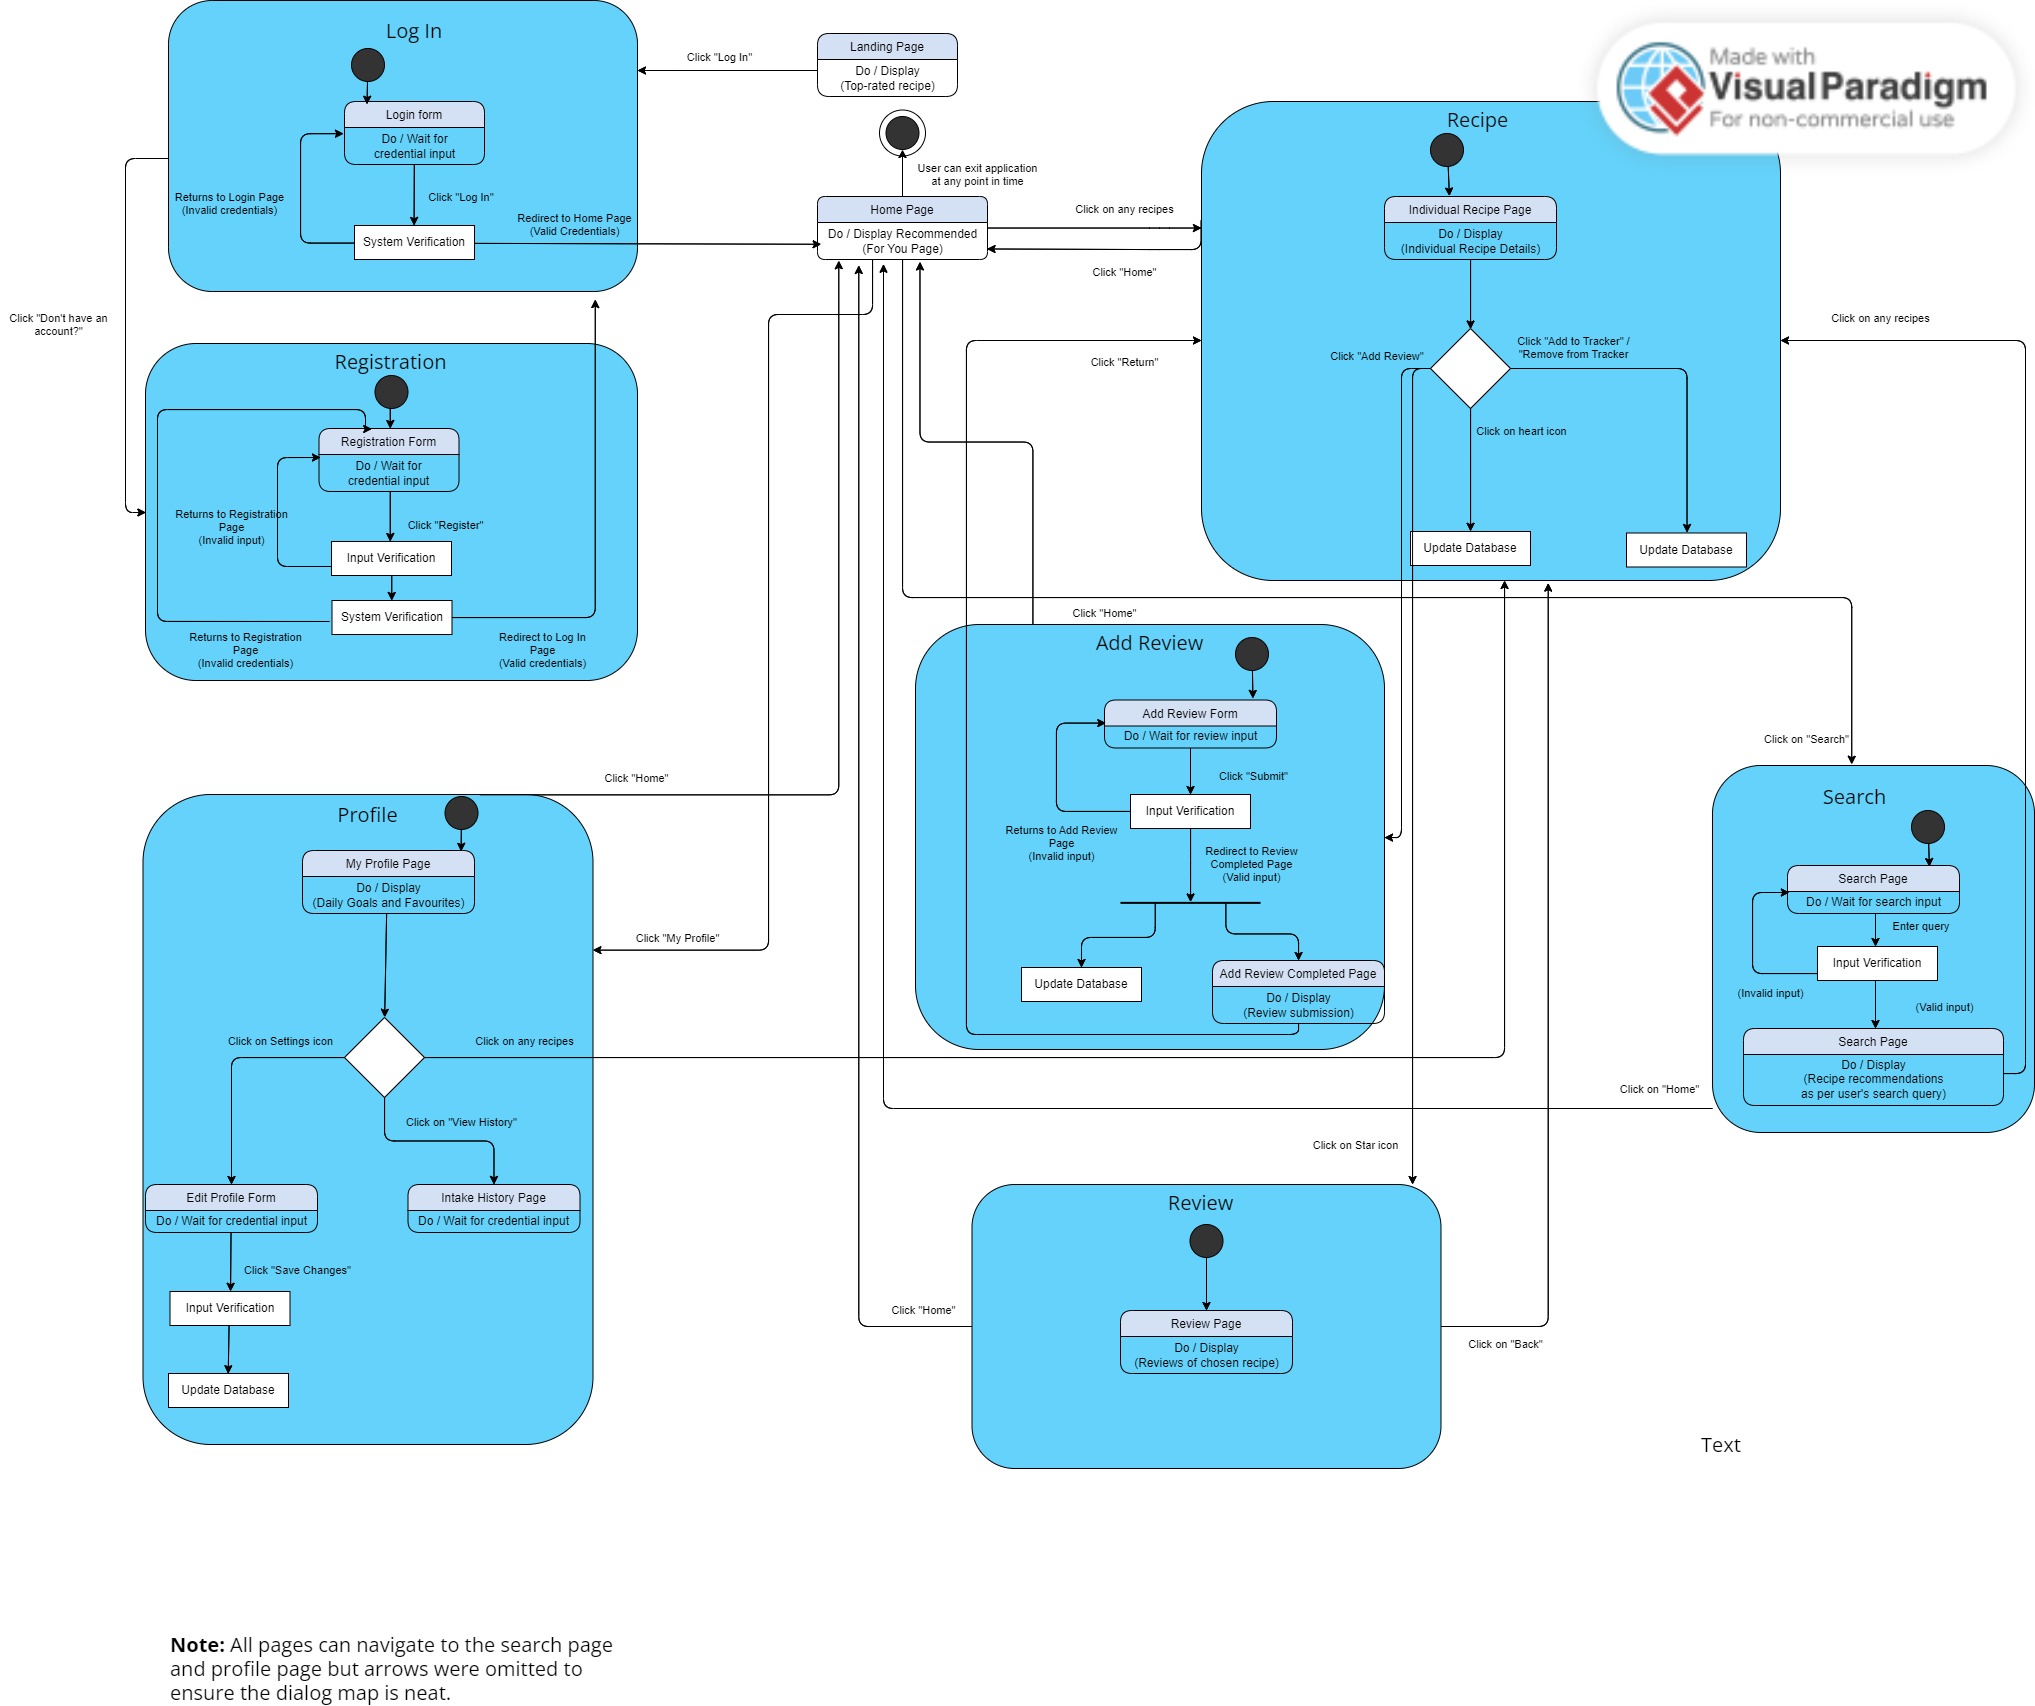 Log In
Login form
Do / Wait for
credential input
Returns to Login Page
(Invalid credentials)
Click "Log In"
System Verification
Redirect to Home Page
(Valid Credentials)
Click "Log In"
Landing Page
Do / Display
(Top-rated recipe)
User can exit application
at any point in time
Home Page
Do / Display Recommended
(For You Page)
Click on any recipes
Click "Home"
Made with
Visual Paradigm
For non-commercial use
Recipe
Individual Recipe Page
Do / Display
(Individual Recipe Details)
Click "Add Review"
Click "Add to Tracker" /
"Remove from Tracker
Click on heart icon
Update Database
Update Database
Click "Return"
Click on any recipes
Click "Don't have an
account?"
Registration
Registration Form
Do / Wait for
credential input
Returns to Registration
Page
(Invalid input)
Click "Register"
Input Verification
System Verification
Returns to Registration
Page
(Invalid credentials)
Redirect to Log In
Page
(Valid credentials)
Click "Home"
Add Review
Add Review Form
Do / Wait for review input
Click "Submit"
Input Verification
Returns to Add Review
Page
(Invalid input)
Redirect to Review
Completed Page
(Valid input)
Update Database
Add Review Completed Page
Do / Display
(Review submission)
Click on "Search"
Search
Search Page
Do / Wait for search input
Enter query
Input Verification
(Invalid input)
(Valid input)
Search Page
Do / Display
(Recipe recommendations
as per user's search query)
Click on "Home"
Click "Home"
Profile
My Profile Page
Do / Display
(Daily Goals and Favourites)
Click "My Profile"
Click on Settings icon
Click on any recipes
Click on "View History"
Edit Profile Form
Do / Wait for credential input
Intake History Page
Do / Wait for credential input
Click "Save Changes"
Input Verification
Update Database
Click on Star icon
Review
Review Page
Do / Display
(Reviews of chosen recipe)
Click "Home"
Click on "Back"
Text
Note: All pages can navigate to the search page
and profile page but arrows were omitted to
ensure the dialog map is neat.